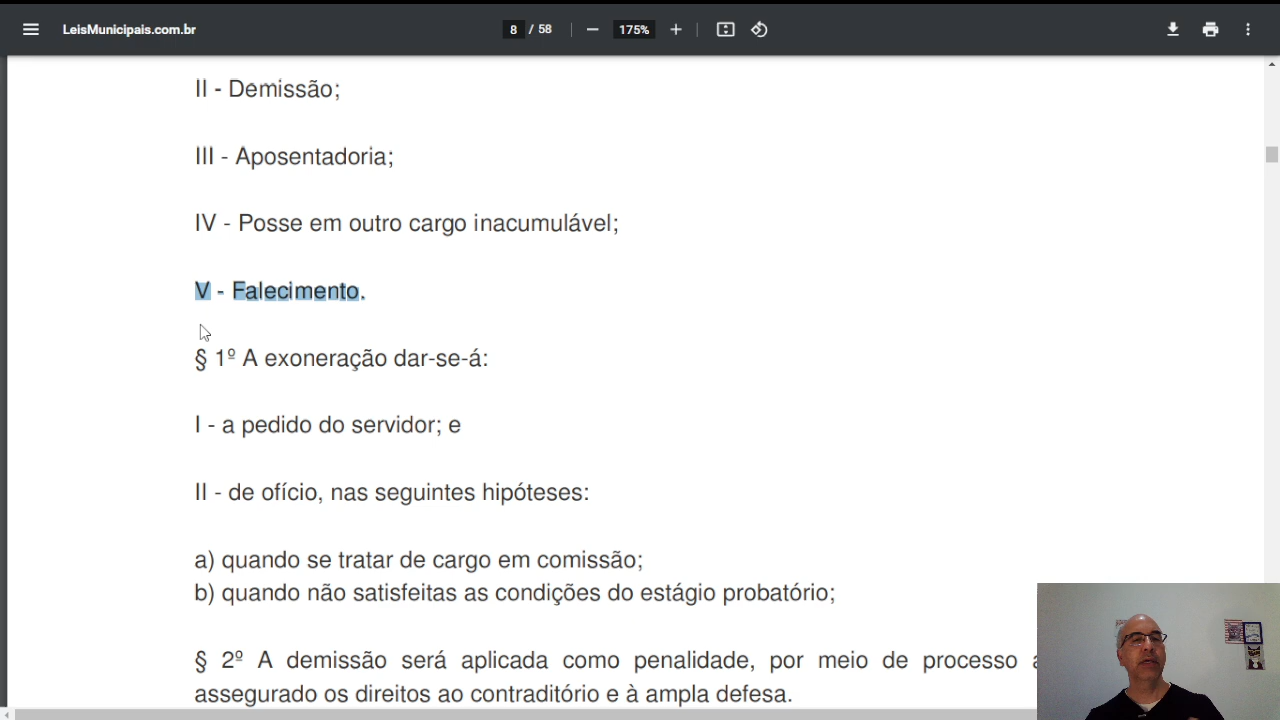 LeisMunicipais.com.br
8 / 58
175%
II - Demissão;
III - Aposentadoria;
IV - Posse em outro cargo inacumulável;
V - Falecimento.
§ 1º A exoneração dar-se-á:
I - a pedido do servidor; e
II - de ofício, nas seguintes hipóteses:
a) quando se tratar de cargo em comissão;
b) quando não satisfeitas as condições do estágio probatório;
§ 2º A demissão será aplicada como penalidade, por meio de processo
assegurado os direitos ao contraditório e à ampla defesa.